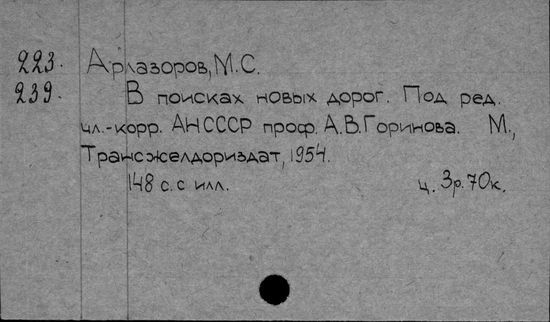 223. Арлазоров, М.С.
239. В поисках новых дорог. Под ред.
чл.-корр. АН СССР проф. А.В.Горинова. М.,
Трансжелдориздат, 1954.
148 с. с илл. ц. 3р. 70к.